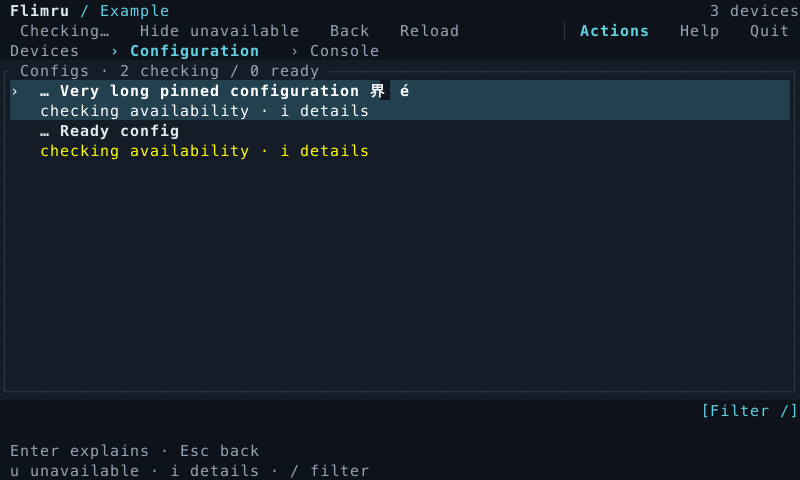 Flimru / Example 3 devices
Checking… Hide unavailable Back Reload │ Actions Help Quit
Devices › Configuration › Console
Configs · 2 checking / 0 ready
› … Very long pinned configuration 界 é
checking availability · i details
… Ready config
checking availability · i details
[Filter /]
Enter explains · Esc back
u unavailable · i details · / filter